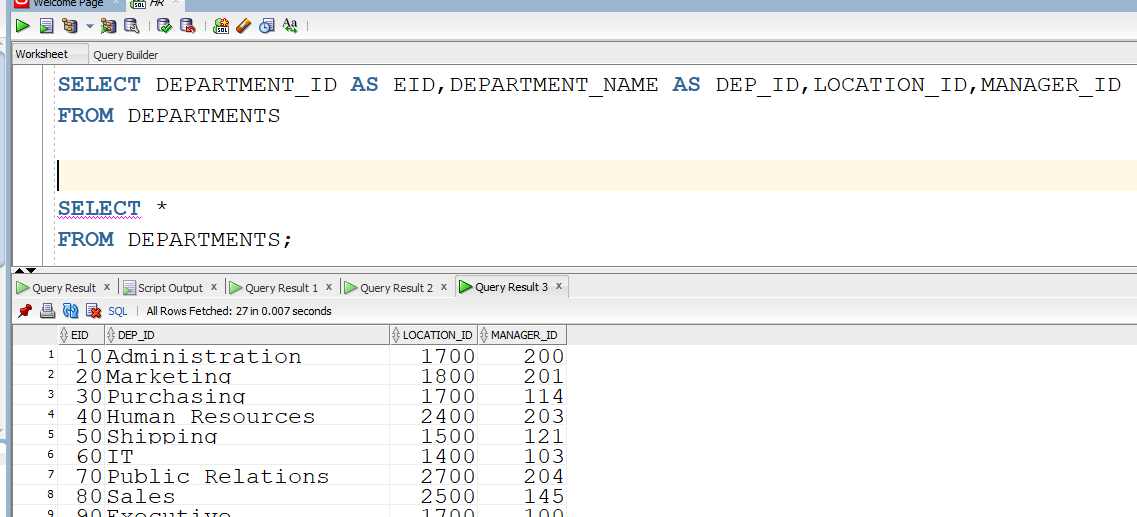 Welcome Page
HR
Worksheet Query Builder
SELECT DEPARTMENT_ID AS EID,DEPARTMENT_NAME AS DEP_ID,LOCATION_ID,MANAGER_ID
FROM DEPARTMENTS
SELECT *
FROM DEPARTMENTS;
Query Result x Script Output x Query Result 1 x Query Result 2 x Query Result 3 x
SQL | All Rows Fetched: 27 in 0.007 seconds
EID DEP_ID LOCATION_ID MANAGER_ID
1 10 Administration 1700 200
2 20 Marketing 1800 201
3 30 Purchasing 1700 114
4 40 Human Resources 2400 203
5 50 Shipping 1500 121
6 60 IT 1400 103
7 70 Public Relations 2700 204
8 80 Sales 2500 145
9 90 Executive 1700 100